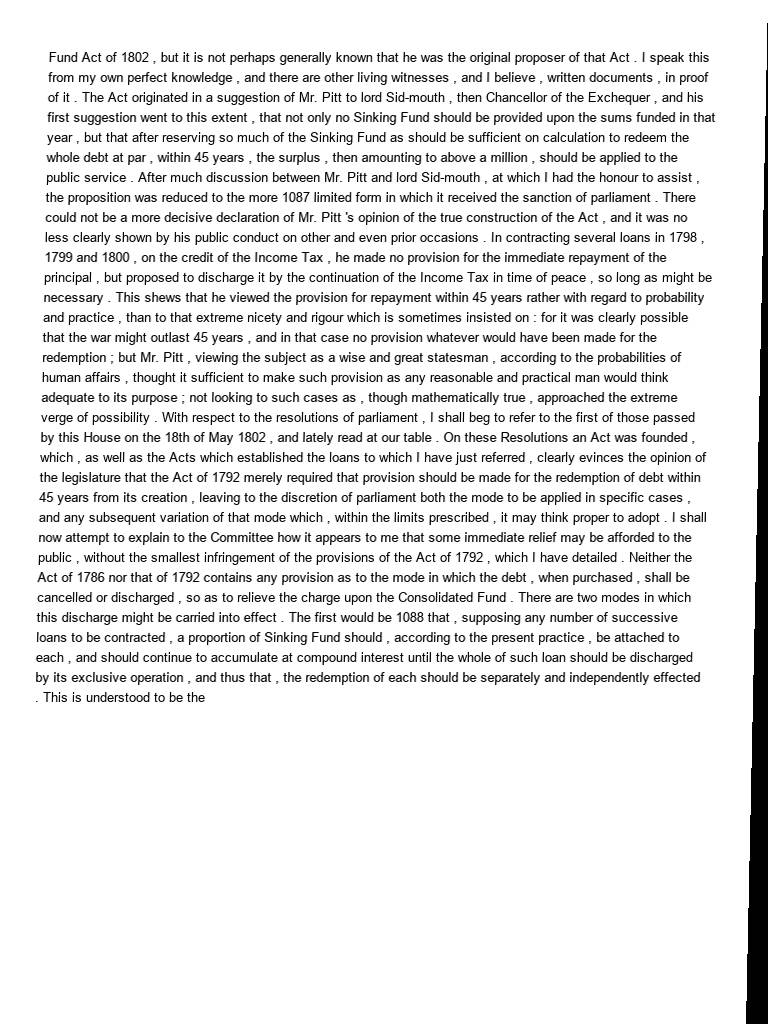 Fund Act of 1802 , but it is not perhaps generally known that he was the original proposer of that Act . I speak this
from my own perfect knowledge , and there are other living witnesses , and I believe , written documents , in proof
of it . The Act originated in a suggestion of Mr. Pitt to lord Sid-mouth , then Chancellor of the Exchequer , and his
first suggestion went to this extent , that not only no Sinking Fund should be provided upon the sums funded in that
year , but that after reserving so much of the Sinking Fund as should be sufficient on calculation to redeem the
whole debt at par , within 45 years , the surplus , then amounting to above a million , should be applied to the
public service . After much discussion between Mr. Pitt and lord Sid-mouth , at which I had the honour to assist ,
the proposition was reduced to the more 1087 limited form in which it received the sanction of parliament . There
could not be a more decisive declaration of Mr. Pitt 's opinion of the true construction of the Act , and it was no
less clearly shown by his public conduct on other and even prior occasions . In contracting several loans in 1798 ,
1799 and 1800 , on the credit of the Income Tax , he made no provision for the immediate repayment of the
principal , but proposed to discharge it by the continuation of the Income Tax in time of peace , so long as might be
necessary . This shews that he viewed the provision for repayment within 45 years rather with regard to probability
and practice , than to that extreme nicety and rigour which is sometimes insisted on : for it was clearly possible
that the war might outlast 45 years , and in that case no provision whatever would have been made for the
redemption ; but Mr. Pitt , viewing the subject as a wise and great statesman , according to the probabilities of
human affairs , thought it sufficient to make such provision as any reasonable and practical man would think
adequate to its purpose ; not looking to such cases as , though mathematically true , approached the extreme
verge of possibility . With respect to the resolutions of parliament , I shall beg to refer to the first of those passed
by this House on the 18th of May 1802 , and lately read at our table . On these Resolutions an Act was founded ,
which , as well as the Acts which established the loans to which I have just referred , clearly evinces the opinion of
the legislature that the Act of 1792 merely required that provision should be made for the redemption of debt within
45 years from its creation , leaving to the discretion of parliament both the mode to be applied in specific cases ,
and any subsequent variation of that mode which , within the limits prescribed , it may think proper to adopt . I shall
now attempt to explain to the Committee how it appears to me that some immediate relief may be afforded to the
public , without the smallest infringement of the provisions of the Act of 1792 , which I have detailed . Neither the
Act of 1786 nor that of 1792 contains any provision as to the mode in which the debt , when purchased , shall be
cancelled or discharged , so as to relieve the charge upon the Consolidated Fund . There are two modes in which
this discharge might be carried into effect . The first would be 1088 that , supposing any number of successive
loans to be contracted , a proportion of Sinking Fund should , according to the present practice , be attached to
each , and should continue to accumulate at compound interest until the whole of such loan should be discharged
by its exclusive operation , and thus that , the redemption of each should be separately and independently effected
. This is understood to be the